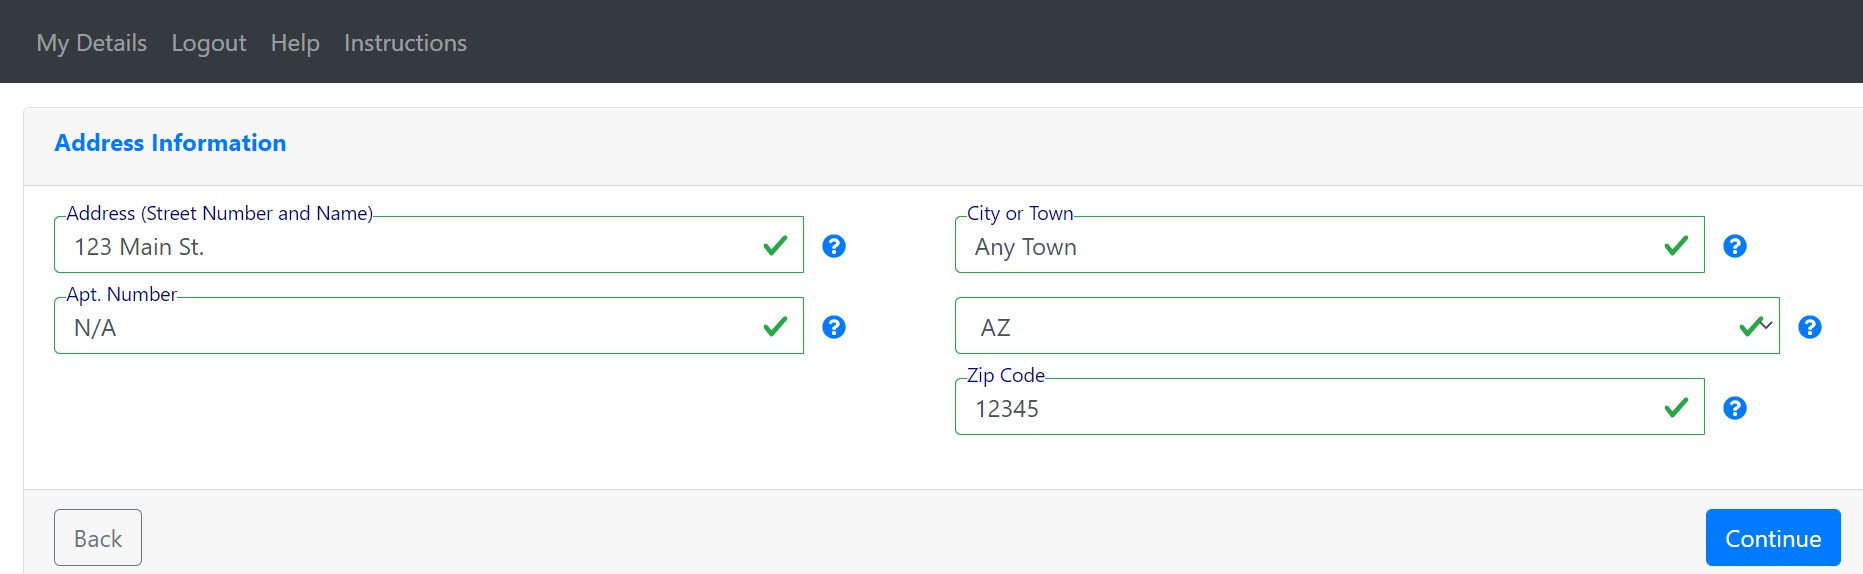 My Details Logout Help Instructions
Address Information
Address (Street Number and Name)
123 Main St.
City or Town
Any Town
Apt. Number
N/A
AZ
Zip Code
12345
Back
Continue